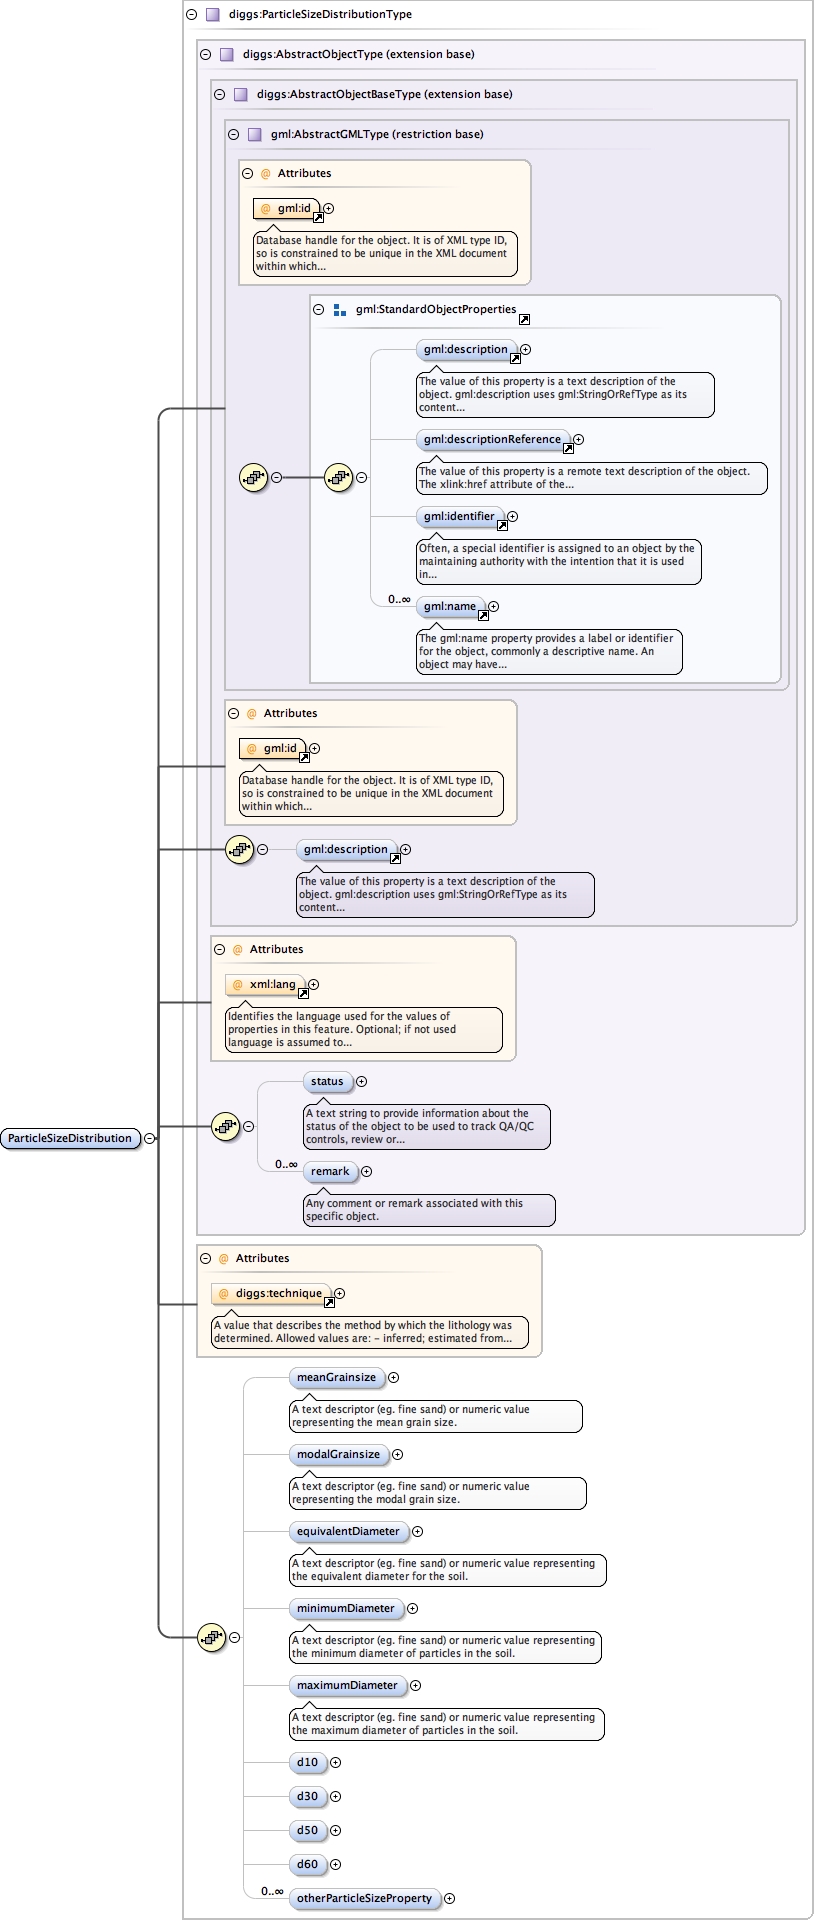 diggs:ParticleSizeDistributionType
diggs:AbstractObjectType (extension base)
diggs:AbstractObjectBaseType (extension base)
gml:AbstractGMLType (restriction base)
@ Attributes
@ gml:id
Database handle for the object. It is of XML type ID,
so is constrained to be unique in the XML document
within which...
gml:StandardObjectProperties
gml:description
The value of this property is a text description of the
object. gml:description uses gml:StringOrRefType as its
content...
gml:descriptionReference
The value of this property is a remote text description of the object.
The xlink:href attribute of the...
gml:identifier
Often, a special identifier is assigned to an object by the
maintaining authority with the intention that it is used
in...
0..∞
gml:name
The gml:name property provides a label or identifier
for the object, commonly a descriptive name. An
object may have...
@ Attributes
@ gml:id
Database handle for the object. It is of XML type ID,
so is constrained to be unique in the XML document
within which...
gml:description
The value of this property is a text description of the
object. gml:description uses gml:StringOrRefType as its
content...
@ Attributes
@ xml:lang
Identifies the language used for the values of
properties in this feature. Optional; if not used
language is assumed to...
status
A text string to provide information about the
status of the object to be used to track QA/QC
controls, review or...
ParticleSizeDistribution
0..∞
remark
Any comment or remark associated with this
specific object.
@ Attributes
@ diggs:technique
A value that describes the method by which the lithology was
determined. Allowed values are: - inferred; estimated from...
meanGrainsize
A text descriptor (eg. fine sand) or numeric value
representing the mean grain size.
modalGrainsize
A text descriptor (eg. fine sand) or numeric value
representing the modal grain size.
equivalentDiameter
A text descriptor (eg. fine sand) or numeric value representing
the equivalent diameter for the soil.
minimumDiameter
A text descriptor (eg. fine sand) or numeric value representing
the minimum diameter of particles in the soil.
maximumDiameter
A text descriptor (eg. fine sand) or numeric value representing
the maximum diameter of particles in the soil.
d10
d30
d50
d60
0..∞
otherParticleSizeProperty